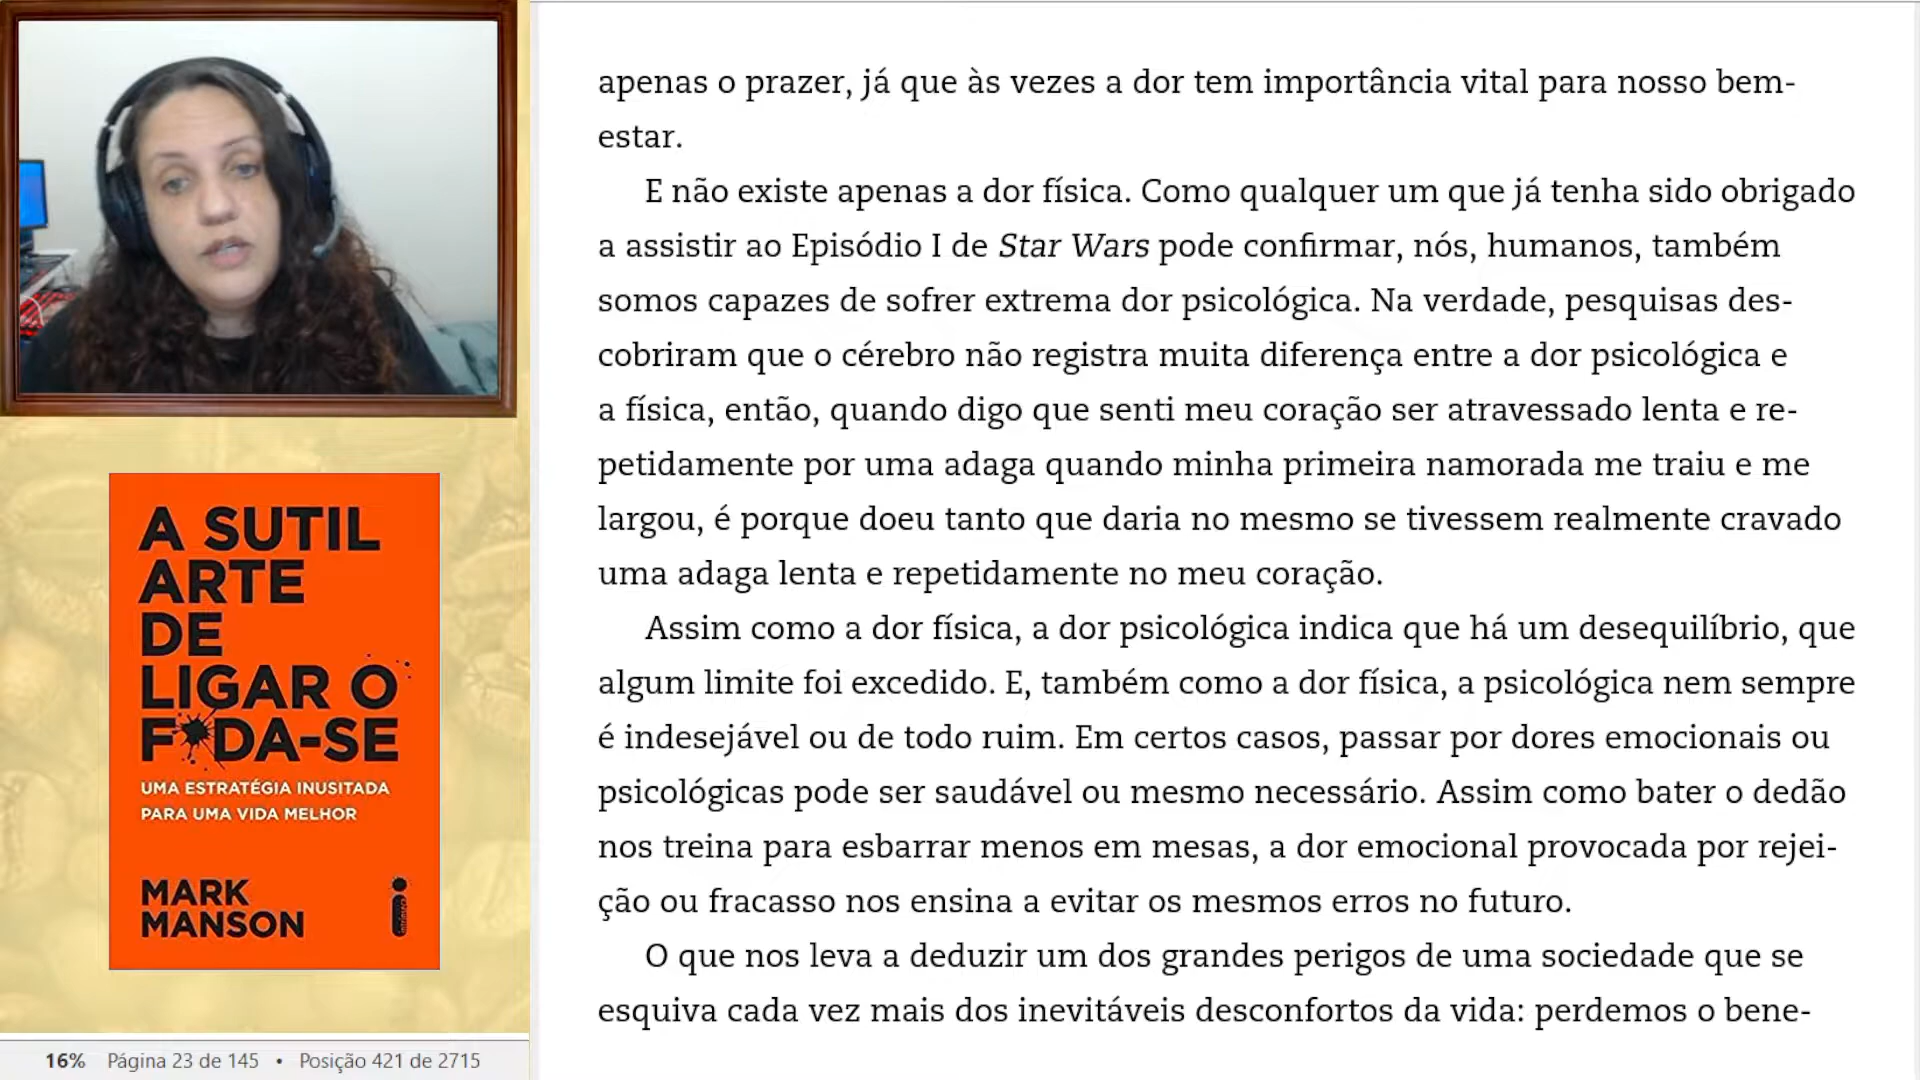 apenas o prazer, já que às vezes a dor tem importância vital para nosso bem-
estar.
E não existe apenas a dor física. Como qualquer um que já tenha sido obrigado
a assistir ao Episódio I de Star Wars pode confirmar, nós, humanos, também
somos capazes de sofrer extrema dor psicológica. Na verdade, pesquisas des-
cobriram que o cérebro não registra muita diferença entre a dor psicológica e
a física, então, quando digo que senti meu coração ser atravessado lenta e re-
petidamente por uma adaga quando minha primeira namorada me traiu e me
largou, é porque doeu tanto que daria no mesmo se tivessem realmente cravado
uma adaga lenta e repetidamente no meu coração.
Assim como a dor física, a dor psicológica indica que há um desequilíbrio, que
algum limite foi excedido. E, também como a dor física, a psicológica nem sempre
é indesejável ou de todo ruim. Em certos casos, passar por dores emocionais ou
psicológicas pode ser saudável ou mesmo necessário. Assim como bater o dedão
nos treina para esbarrar menos em mesas, a dor emocional provocada por rejei-
ção ou fracasso nos ensina a evitar os mesmos erros no futuro.
O que nos leva a deduzir um dos grandes perigos de uma sociedade que se
esquiva cada vez mais dos inevitáveis desconfortos da vida: perdemos o bene-
A SUTIL
ARTE
DE
LIGAR O
F*DA-SE
UMA ESTRATÉGIA INUSITADA
PARA UMA VIDA MELHOR
MARK
MANSON
16% Página 23 de 145 • Posição 421 de 2715